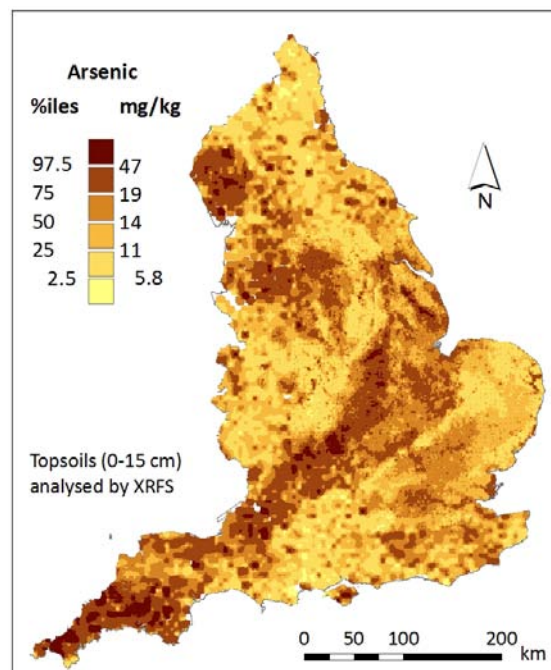 Arsenic
%iles mg/kg
97.5 47
75 19
50 14
25 11
2.5 5.8
N
Topsoils (0-15 cm)
analysed by XRFS
0 25 50 100 200
km